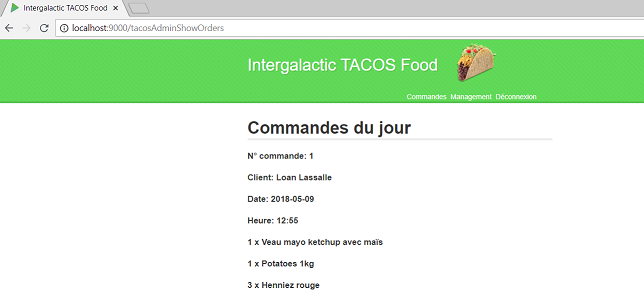 Intergalactic TACOS Food
localhost:9000/tacosAdminShowOrders
Intergalactic TACOS Food
Commandes Management Déconnexion
Commandes du jour
N° commande: 1
Client: Loan Lassalle
Date: 2018-05-09
Heure: 12:55
1 x Veau mayo ketchup avec maïs
1 x Potatoes 1kg
3 x Henniez rouge